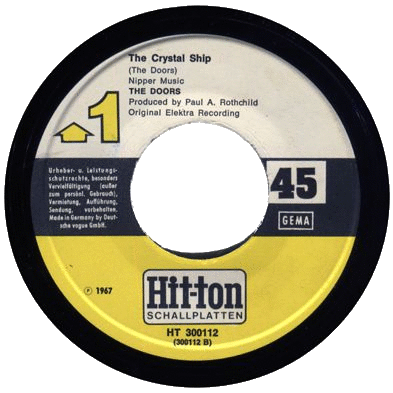 The Crystal Ship
(The Doors)
Nipper Music
THE DOORS
Produced by Paul A. Rothchild
Original Elektra Recording
1
Urheber- u. Leistungs-
schutzrechte, besonders
Vervielfältigung (außer
zum persönl. Gebrauch),
Vermietung, Aufführung,
Sendung, vorbehalten.
Made in Germany by Deut-
sche vogue GmbH.
45
GEMA
℗ 1967
Hit-ton
SCHALLPLATTEN
HT 300112
(300112 B)